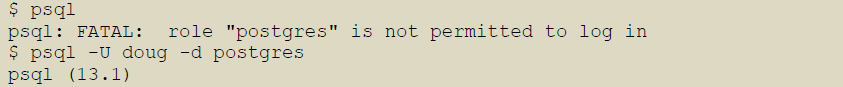 $ psql
psql: FATAL:  role "postgres" is not permitted to log in
$ psql -U doug -d postgres
psql (13.1)